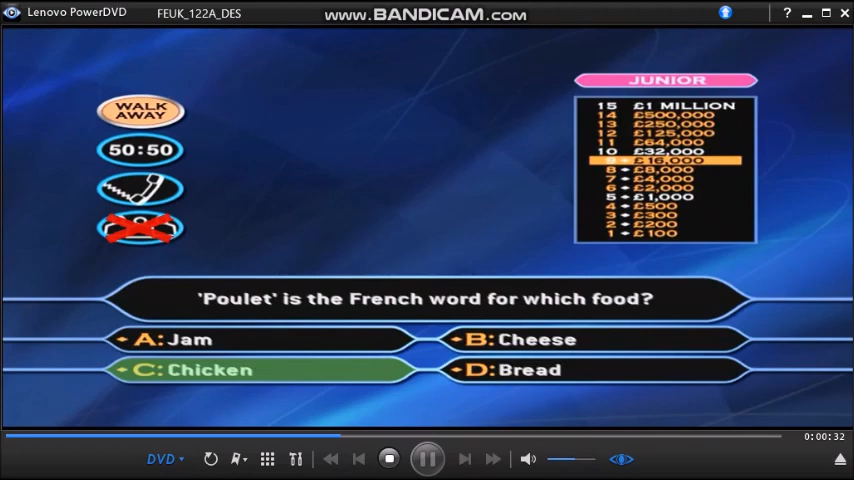 Lenovo PowerDVD
FEUK_122A_DES
www.BANDICAM.com
?
WALK
AWAY
50:50
JUNIOR
15 £1 MILLION
14 £500,000
13 £250,000
12 £125,000
11 £64,000
10 £32,000
9 £16,000
8 £8,000
7 £4,000
6 £2,000
5 £1,000
4 £500
3 £300
2 £200
1 £100
'Poulet' is the French word for which food?
A: Jam
B: Cheese
C: Chicken
D: Bread
0:00:32
DVD